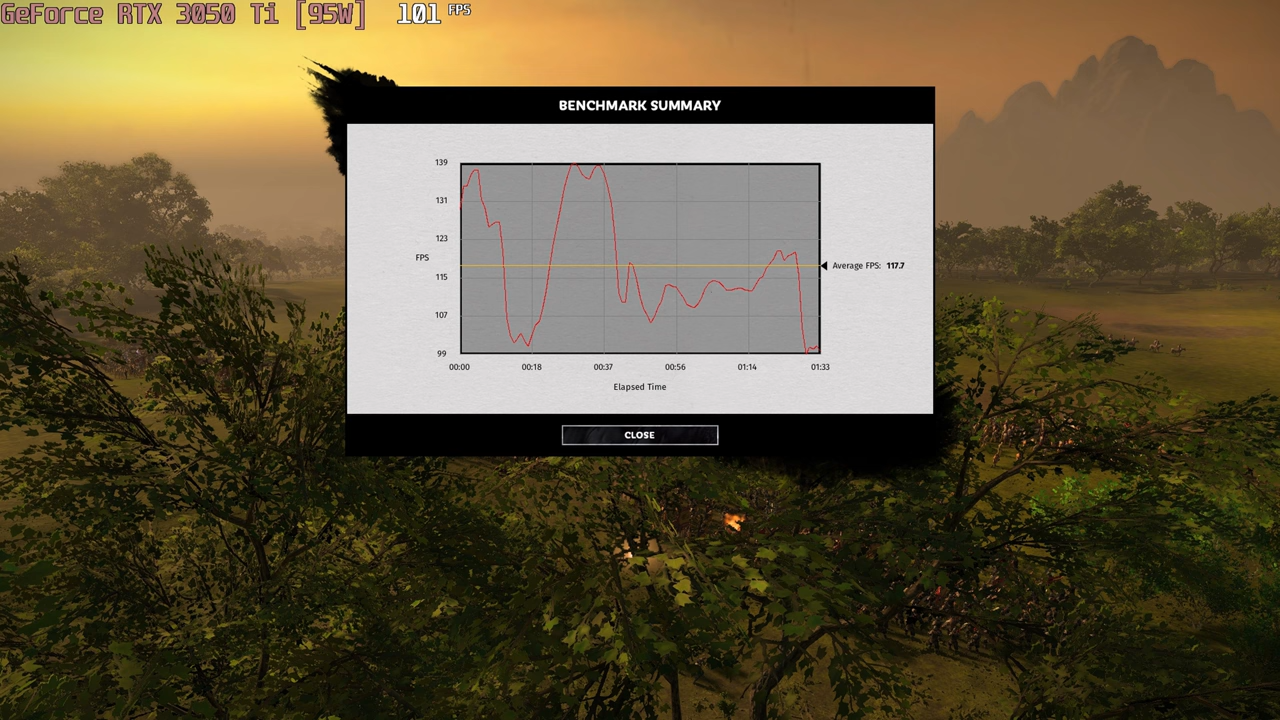 GeForce RTX 3050 Ti [95W] 101 FPS
BENCHMARK SUMMARY
139
131
123
FPS
115
107
99
Average FPS: 117.7
00:00 00:18 00:37 00:56 01:14 01:33
Elapsed Time
CLOSE